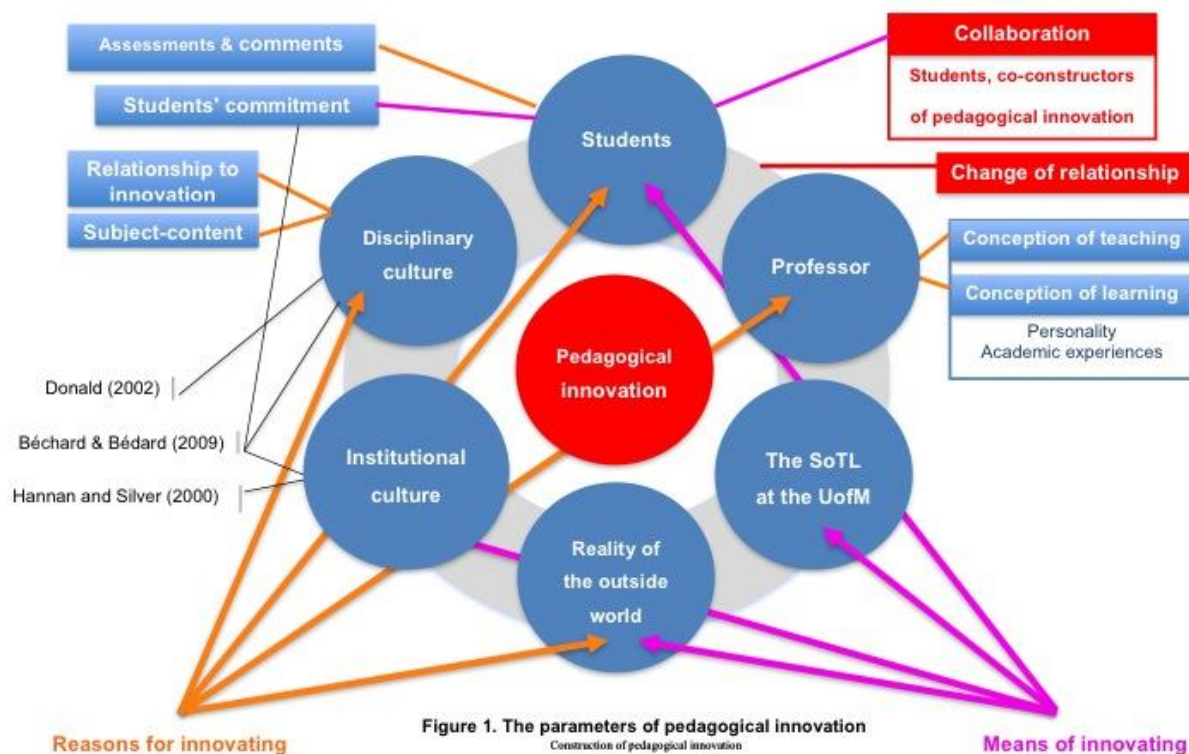 Assessments & comments
Students' commitment
Relationship to
innovation
Subject-content
Students
Collaboration
Students, co-constructors
of pedagogical innovation
Change of relationship
Disciplinary
culture
Professor
Conception of teaching
Conception of learning
Personality
Academic experiences
Pedagogical
innovation
Donald (2002)
Béchard & Bédard (2009)
Hannan and Silver (2000)
Institutional
culture
The SoTL
at the UofM
Reality of
the outside
world
Figure 1. The parameters of pedagogical innovation
Construction of pedagogical innovation
Reasons for innovating
Means of innovating